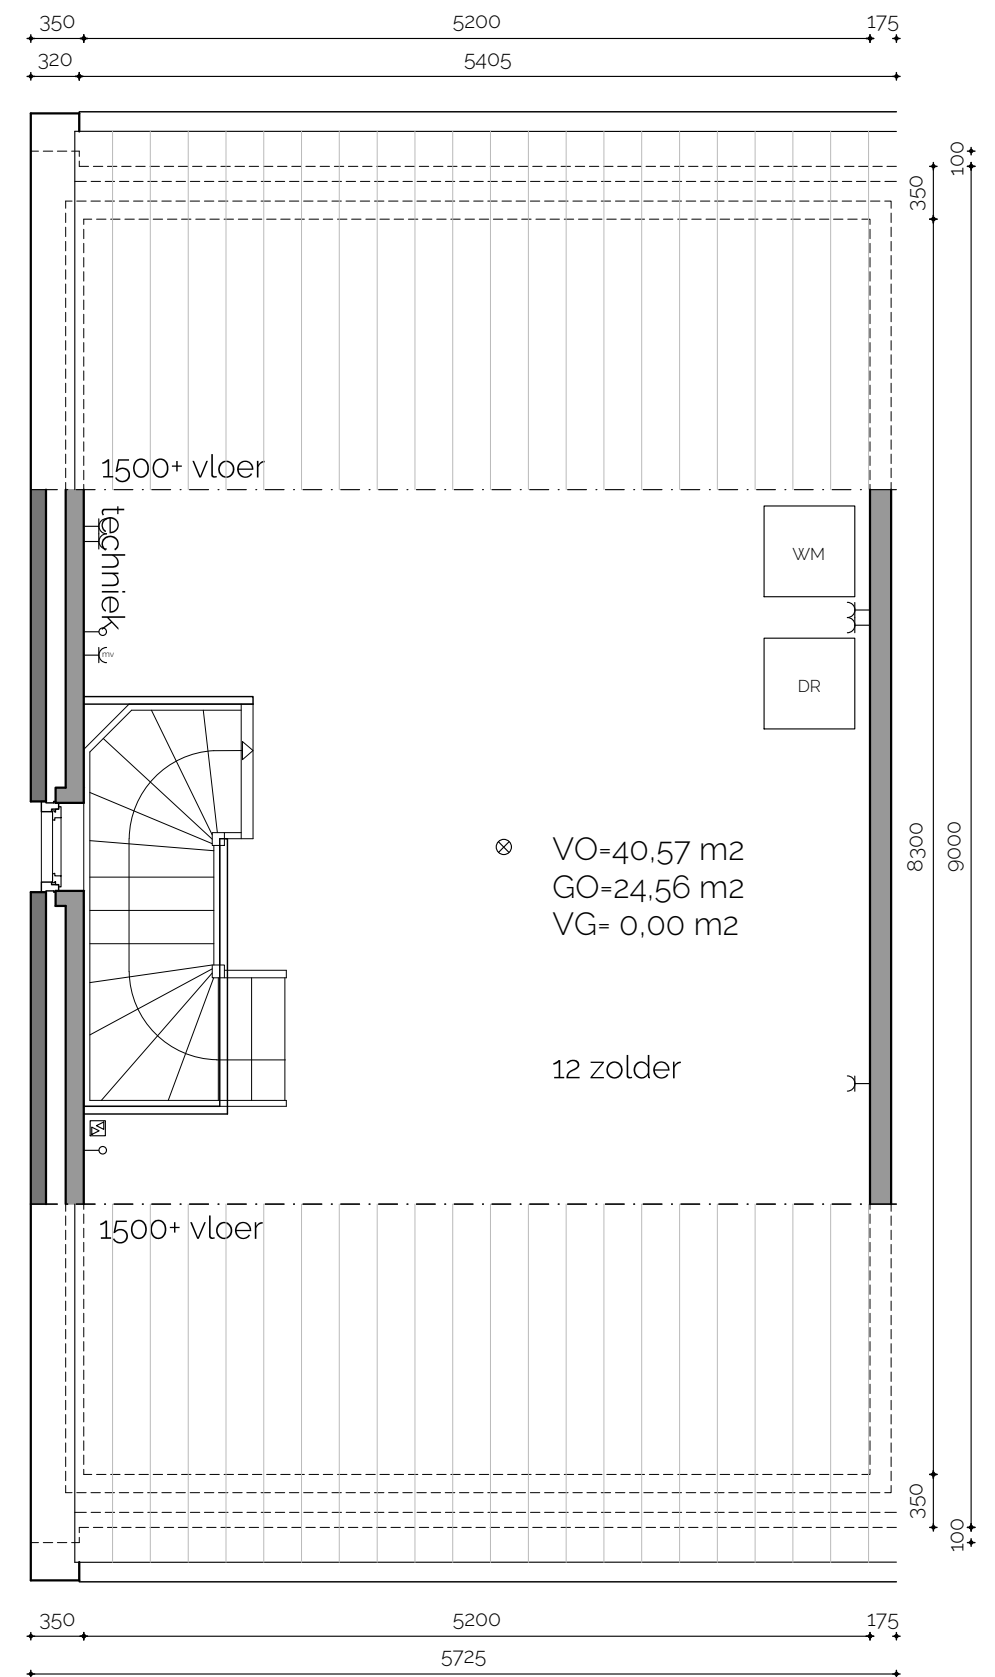 350 5200 175
320 5405
100
350
1500+ vloer
techniek
WM
mv
DR
VO=40,57 m2
GO=24,56 m2
VG= 0,00 m2
8300
9000
12 zolder
1500+ vloer
350
100
350 5200 175
5725